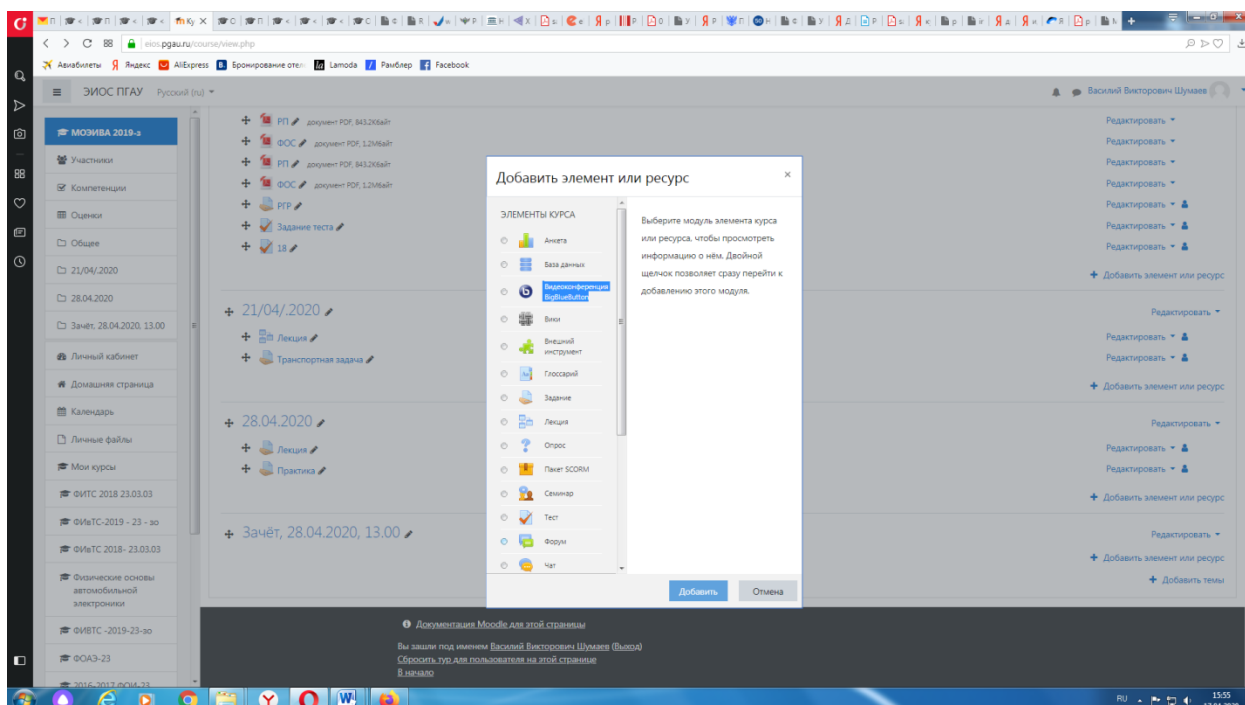 eios.pgau.ru/course/view.php
Авиабилеты
Яндекс
AliExpress
Бронирование отел
Lamoda
Рамблер
Facebook
ЭИОС ПГАУ
Русский (ru)
Василий Викторович Шумаев
МОЭИВА 2019-з
Участники
Компетенции
Оценки
Общее
21/04/.2020
28.04.2020
Зачёт, 28.04.2020, 13.00
Личный кабинет
Домашняя страница
Календарь
Личные файлы
Мои курсы
ФИТС 2018 23.03.03
ФИвТС-2019 - 23 - зо
ФИвТС 2018- 23.03.03
Физические основы
автомобильной
электроники
ФИВТС -2019-23-зо
ФОАЭ-23
2016-2017 ФОИ-23
РП документ PDF, 843.2Кбайт
Редактировать
ФОС документ PDF, 1.2Мбайт
Редактировать
РП документ PDF, 843.2Кбайт
Редактировать
ФОС документ PDF, 1.2Мбайт
Редактировать
РГР
Редактировать
Задание теста
Редактировать
18
Редактировать
Добавить элемент или ресурс
21/04/.2020
Редактировать
Лекция
Редактировать
Транспортная задача
Редактировать
Добавить элемент или ресурс
28.04.2020
Редактировать
Лекция
Редактировать
Практика
Редактировать
Добавить элемент или ресурс
Зачёт, 28.04.2020, 13.00
Редактировать
Добавить элемент или ресурс
Добавить темы
Добавить элемент или ресурс
×
ЭЛЕМЕНТЫ КУРСА
Анкета
База данных
Видеоконференция
BigBlueButton
Вики
Внешний
инструмент
Глоссарий
Задание
Лекция
Опрос
Пакет SCORM
Семинар
Тест
Форум
Чат
Выберите модуль элемента курса
или ресурса, чтобы просмотреть
информацию о нём. Двойной
щелчок позволяет сразу перейти к
добавлению этого модуля.
Добавить
Отмена
Документация Moodle для этой страницы
Вы зашли под именем Василий Викторович Шумаев (Выход)
Сбросить тур для пользователя на этой странице
В начало
RU
15:55